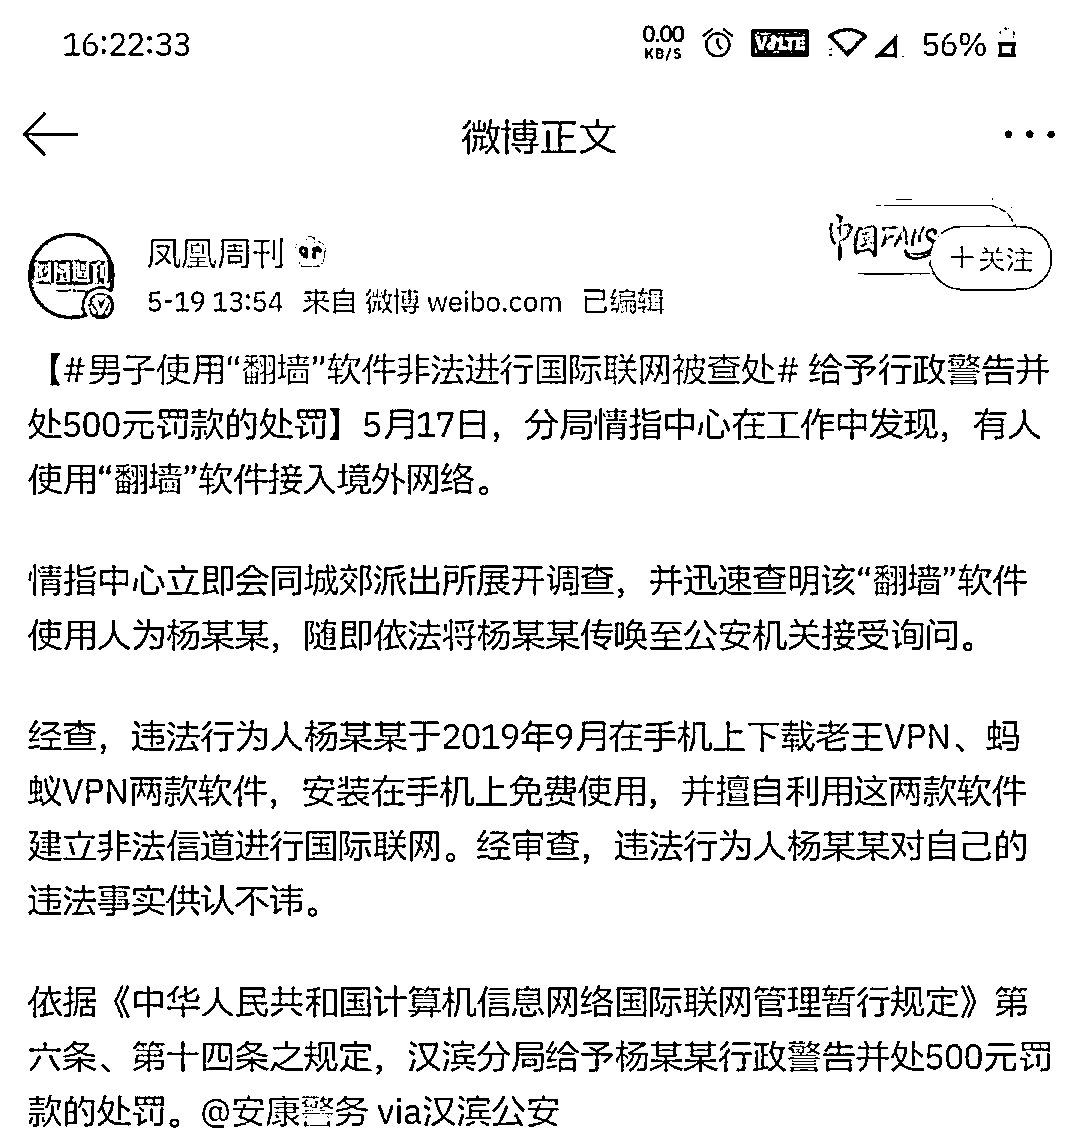 16:22:33 0.00 KB/S VoLTE 56%
微博正文
中国FANS
凤凰周刊
+关注
5-19 13:54 来自 微博 weibo.com 已编辑
【#男子使用“翻墙”软件非法进行国际联网被查处# 给予行政警告并
处500元罚款的处罚】5月17日，分局情指中心在工作中发现，有人
使用“翻墙”软件接入境外网络。
情指中心立即会同城郊派出所展开调查，并迅速查明该“翻墙”软件
使用人为杨某某，随即依法将杨某某传唤至公安机关接受询问。
经查，违法行为人杨某某于2019年9月在手机上下载老王VPN、蚂
蚁VPN两款软件，安装在手机上免费使用，并擅自利用这两款软件
建立非法信道进行国际联网。经审查，违法行为人杨某某对自己的
违法事实供认不讳。
依据《中华人民共和国计算机信息网络国际联网管理暂行规定》第
六条、第十四条之规定，汉滨分局给予杨某某行政警告并处500元罚
款的处罚。@安康警务 via汉滨公安